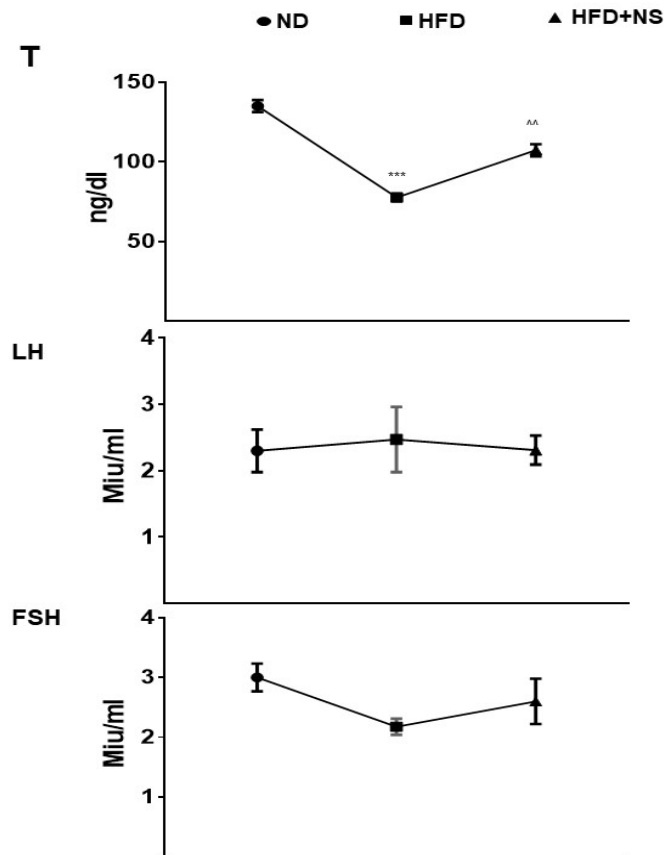 ND HFD HFD+NS
T
150
^^
100
***
ng/dl
50
4
LH
3
Miu/ml
2
1
4
FSH
3
Miu/ml
2
1